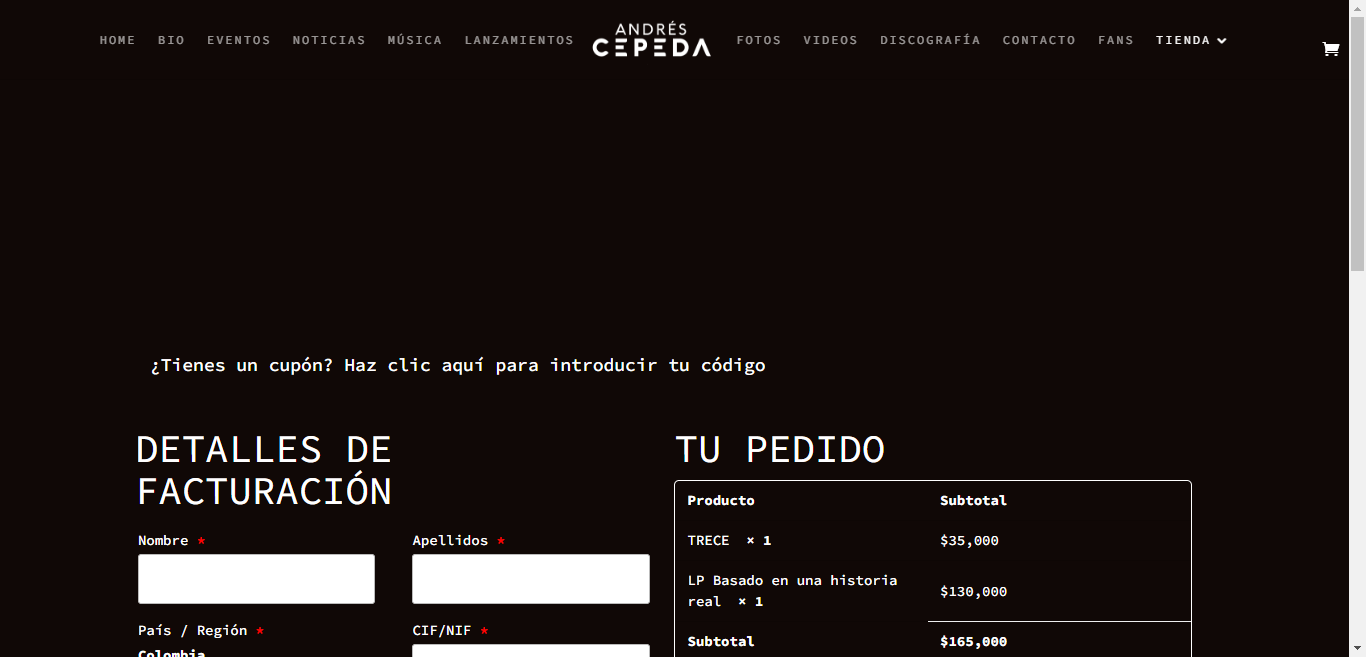 HOME BIO EVENTOS NOTICIAS MÚSICA LANZAMIENTOS ANDRÉS CEPEDA FOTOS VIDEOS DISCOGRAFÍA CONTACTO FANS TIENDA
¿Tienes un cupón? Haz clic aquí para introducir tu código
DETALLES DE
FACTURACIÓN
Nombre *
Apellidos *
País / Región *
Colombia
CIF/NIF *
TU PEDIDO
Producto Subtotal
TRECE × 1 $35,000
LP Basado en una historia
real × 1 $130,000
Subtotal $165,000